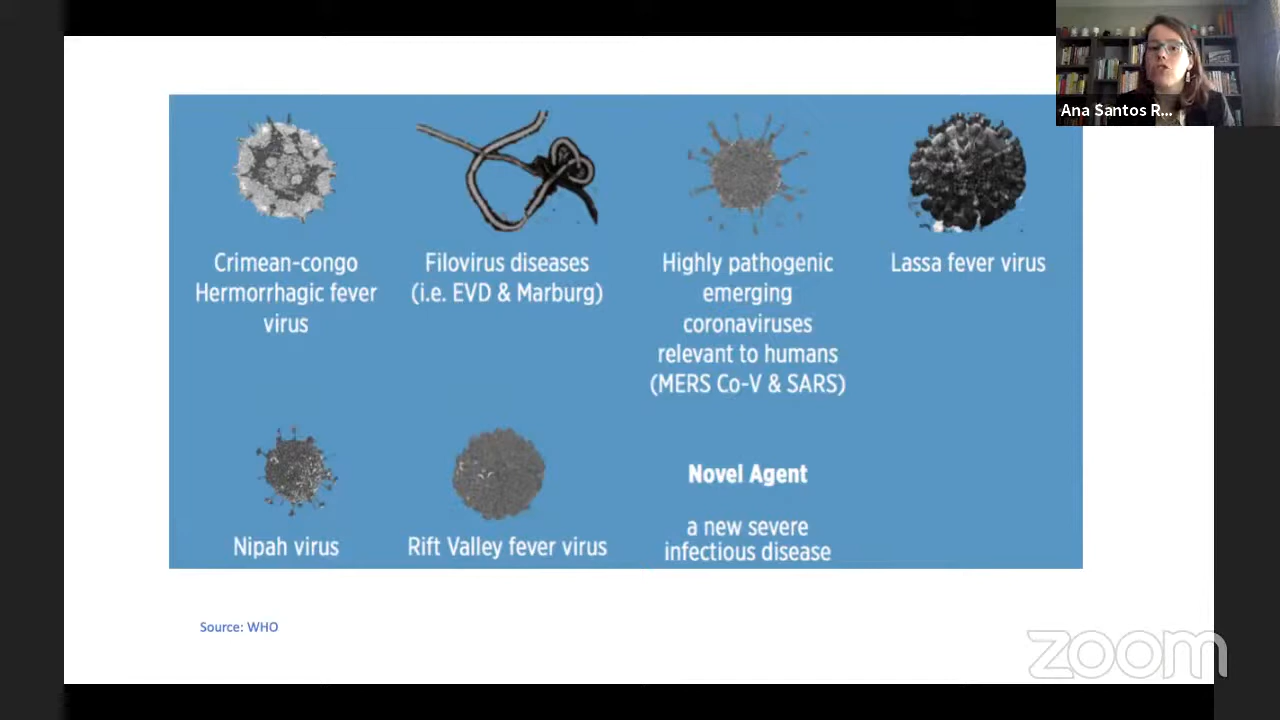 Ana Santos R...
Crimean-congo
Hermorrhagic fever
virus
Filovirus diseases
(i.e. EVD & Marburg)
Highly pathogenic
emerging
coronaviruses
relevant to humans
(MERS Co-V & SARS)
Lassa fever virus
Nipah virus
Rift Valley fever virus
Novel Agent
a new severe
infectious disease
Source: WHO
zoom